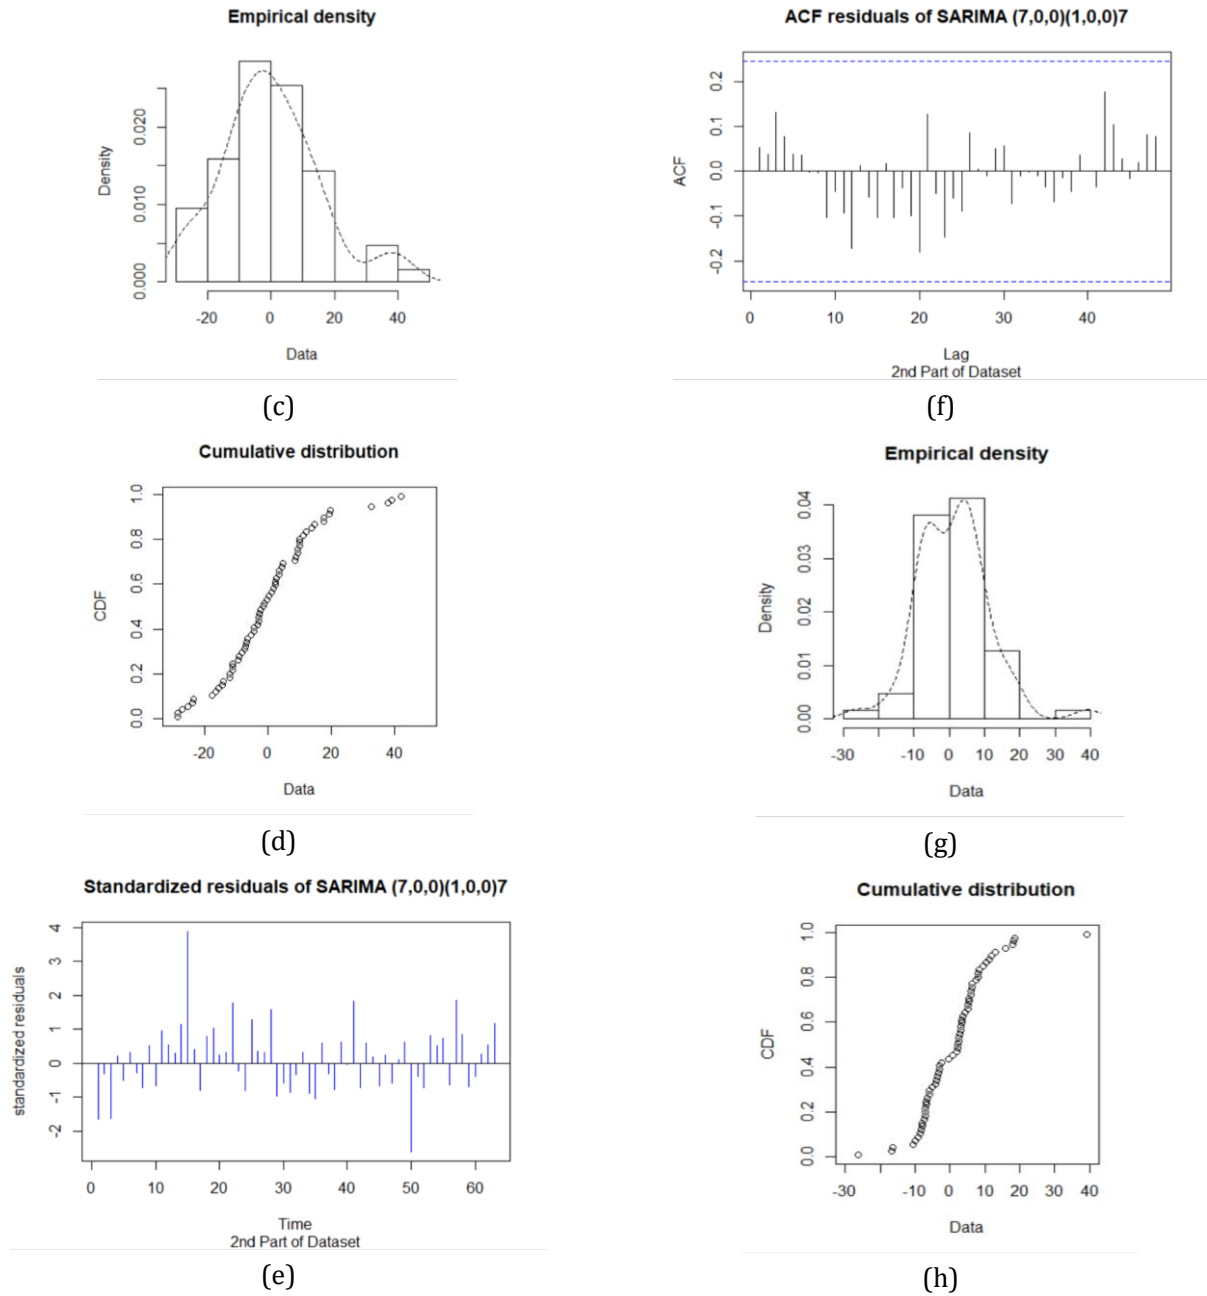 Empirical density
Density
0.000
0.010
0.020
-20 0 20 40
Data
(c)
ACF residuals of SARIMA (7,0,0)(1,0,0)7
ACF
-0.2
-0.1
0.0
0.1
0.2
0 10 20 30 40
Lag
2nd Part of Dataset
(f)
Cumulative distribution
CDF
0.0
0.2
0.4
0.6
0.8
1.0
-20 0 20 40
Data
(d)
Empirical density
Density
0.00
0.01
0.02
0.03
0.04
-30 -10 0 10 20 30 40
Data
(g)
Standardized residuals of SARIMA (7,0,0)(1,0,0)7
standardized residuals
-2
-1
0
1
2
3
4
0 10 20 30 40 50 60
Time
2nd Part of Dataset
(e)
Cumulative distribution
CDF
0.0
0.2
0.4
0.6
0.8
1.0
-30 -10 0 10 20 30 40
Data
(h)